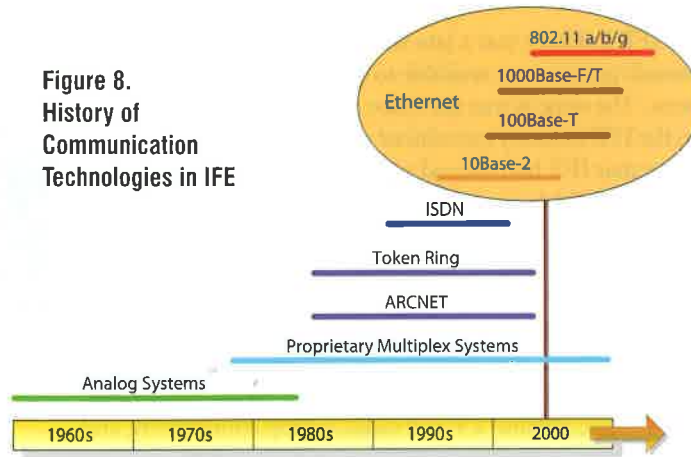 Figure 8.
History of
Communication
Technologies in IFE
802.11 a/b/g
1000Base-F/T
Ethernet
100Base-T
10Base-2
ISDN
Token Ring
ARCNET
Proprietary Multiplex Systems
Analog Systems
1960s 1970s 1980s 1990s 2000